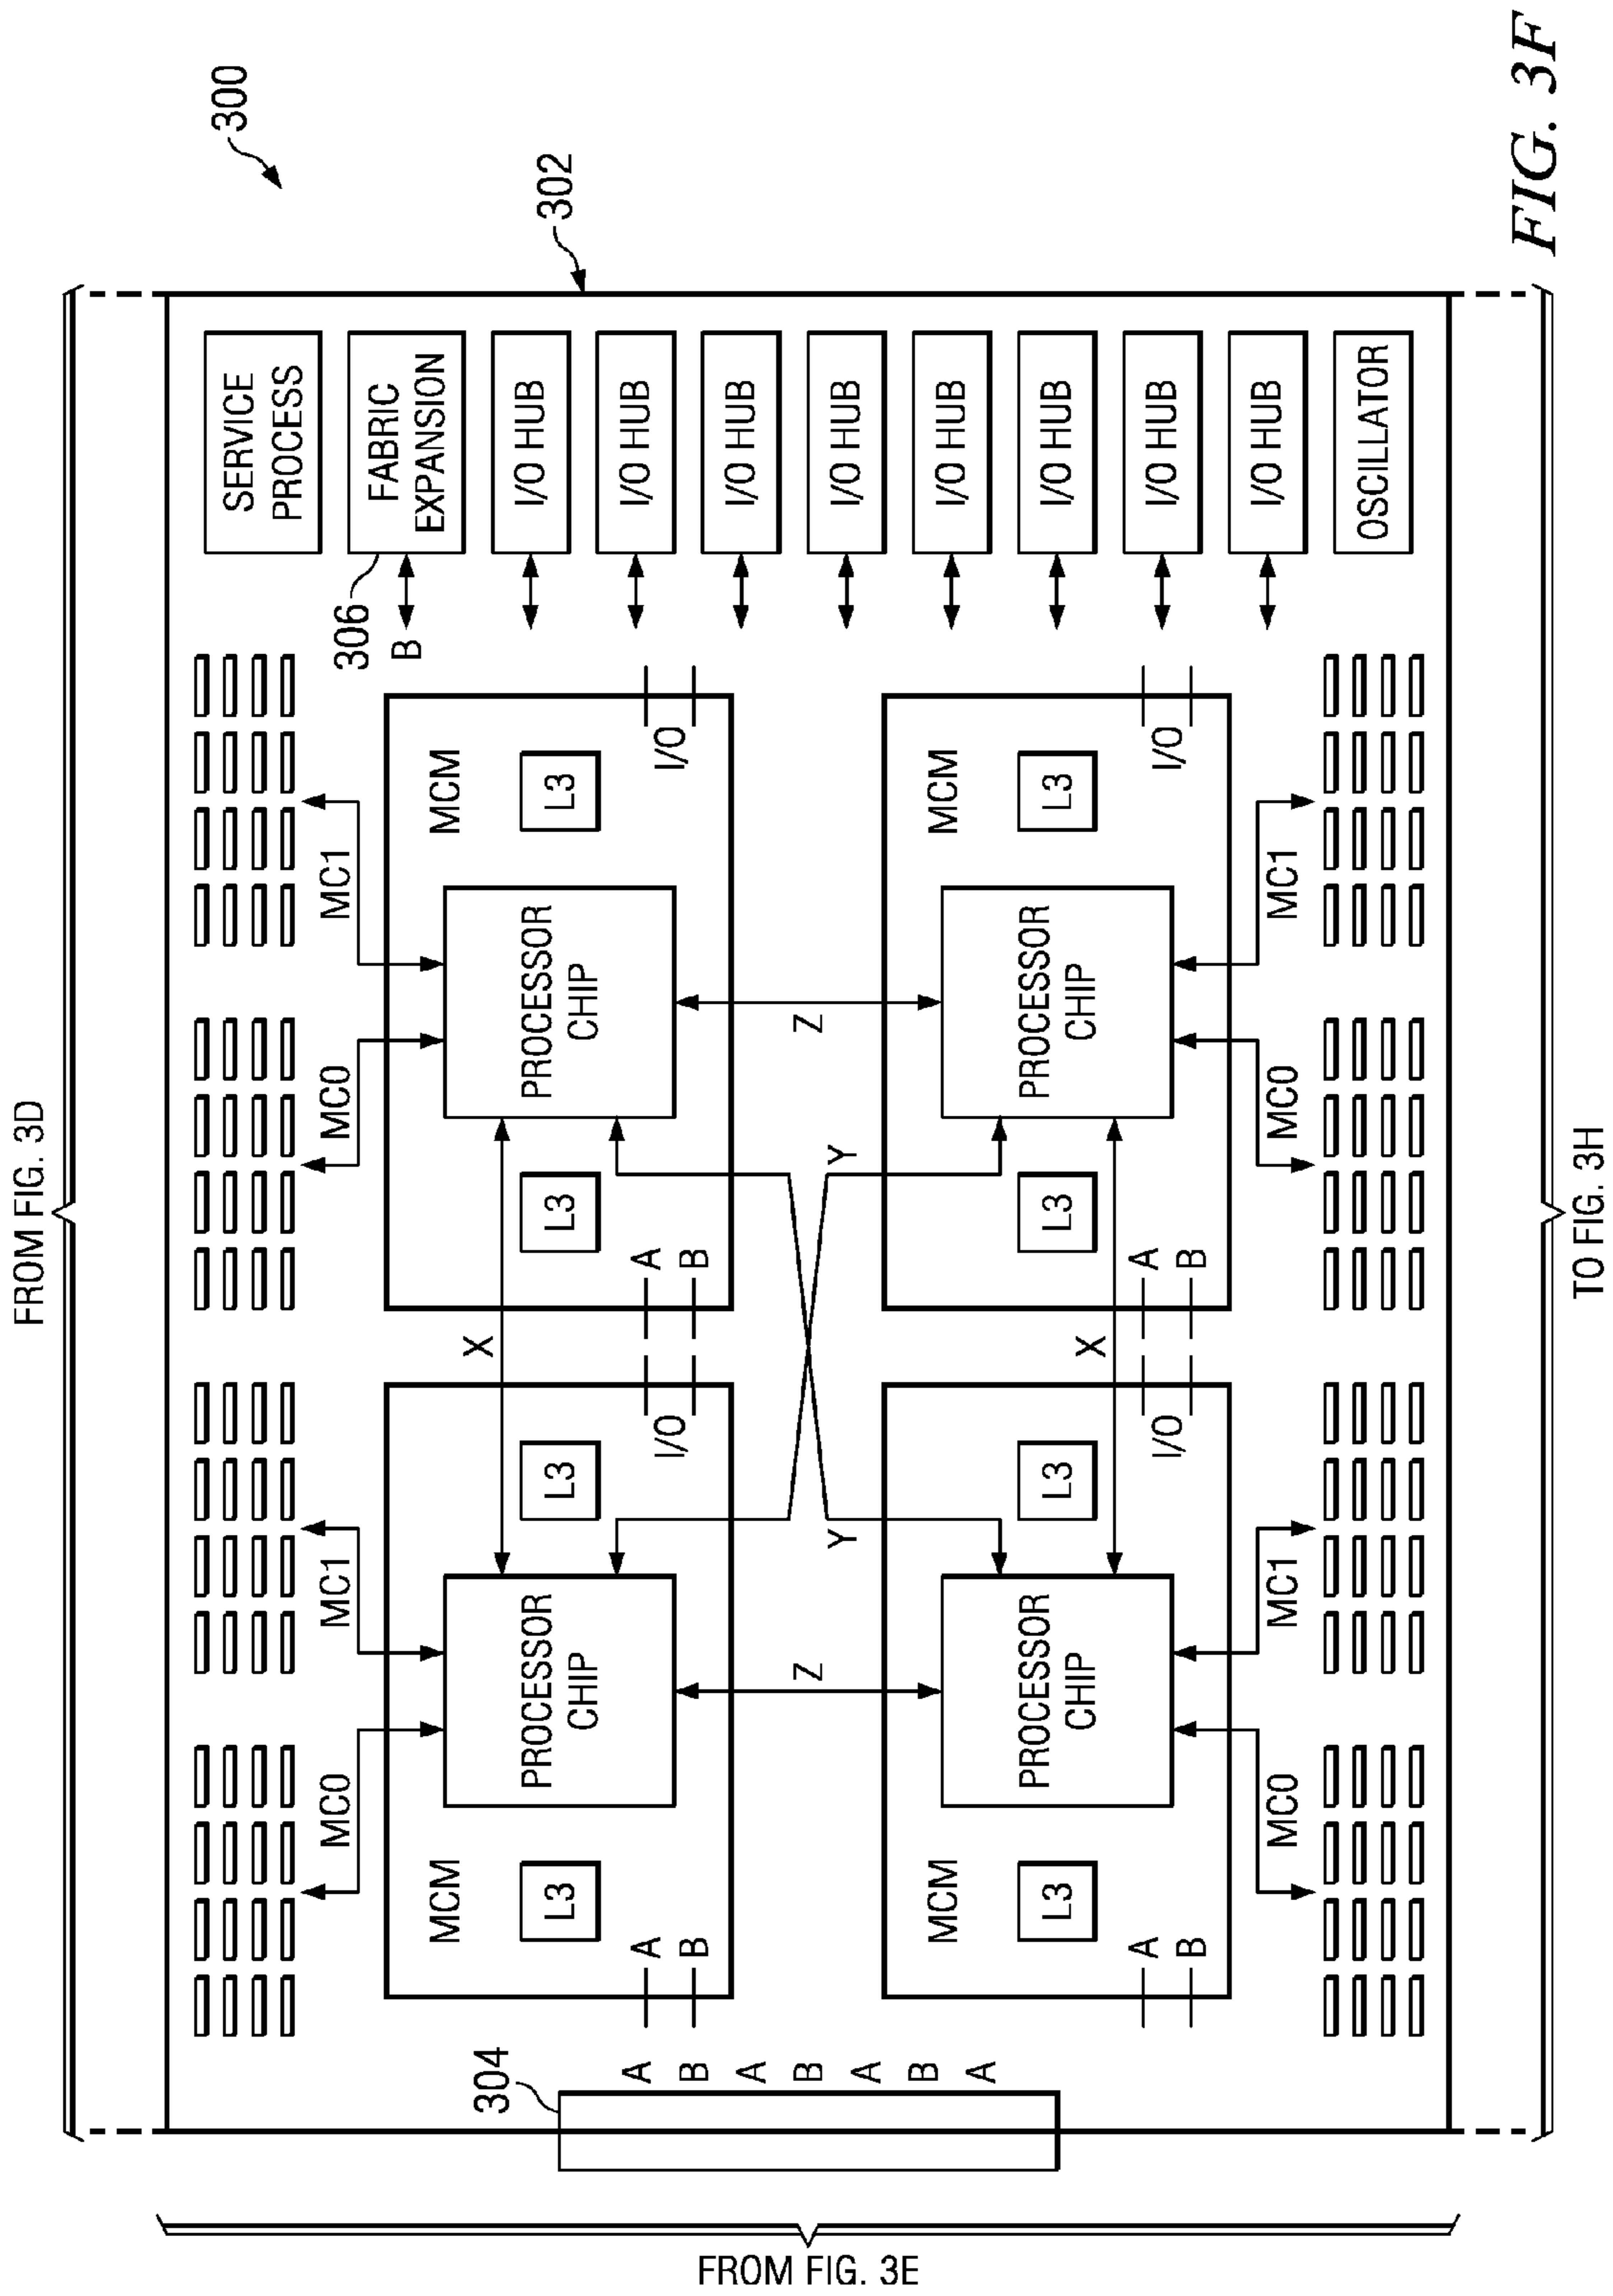 FROM FIG. 3D
300
SERVICE
PROCESS
MC0
MC1
MC0
MC1
306
B
FABRIC
EXPANSION
MCM
X
MCM
304
I/O HUB
302
PROCESSOR
CHIP
L3
L3
L3
PROCESSOR
CHIP
L3
I/O HUB
A
B
I/O
A
B
I/O
A
B
A
B
A
B
A
I/O HUB
Z
Z
Y
Y
I/O HUB
MCM
MCM
I/O HUB
L3
PROCESSOR
CHIP
L3
L3
PROCESSOR
CHIP
L3
I/O HUB
X
A
B
I/O
A
B
I/O
I/O HUB
I/O HUB
MC0
MC1
MC0
MC1
OSCILLATOR
FROM FIG. 3E
FIG. 3F
TO FIG. 3H